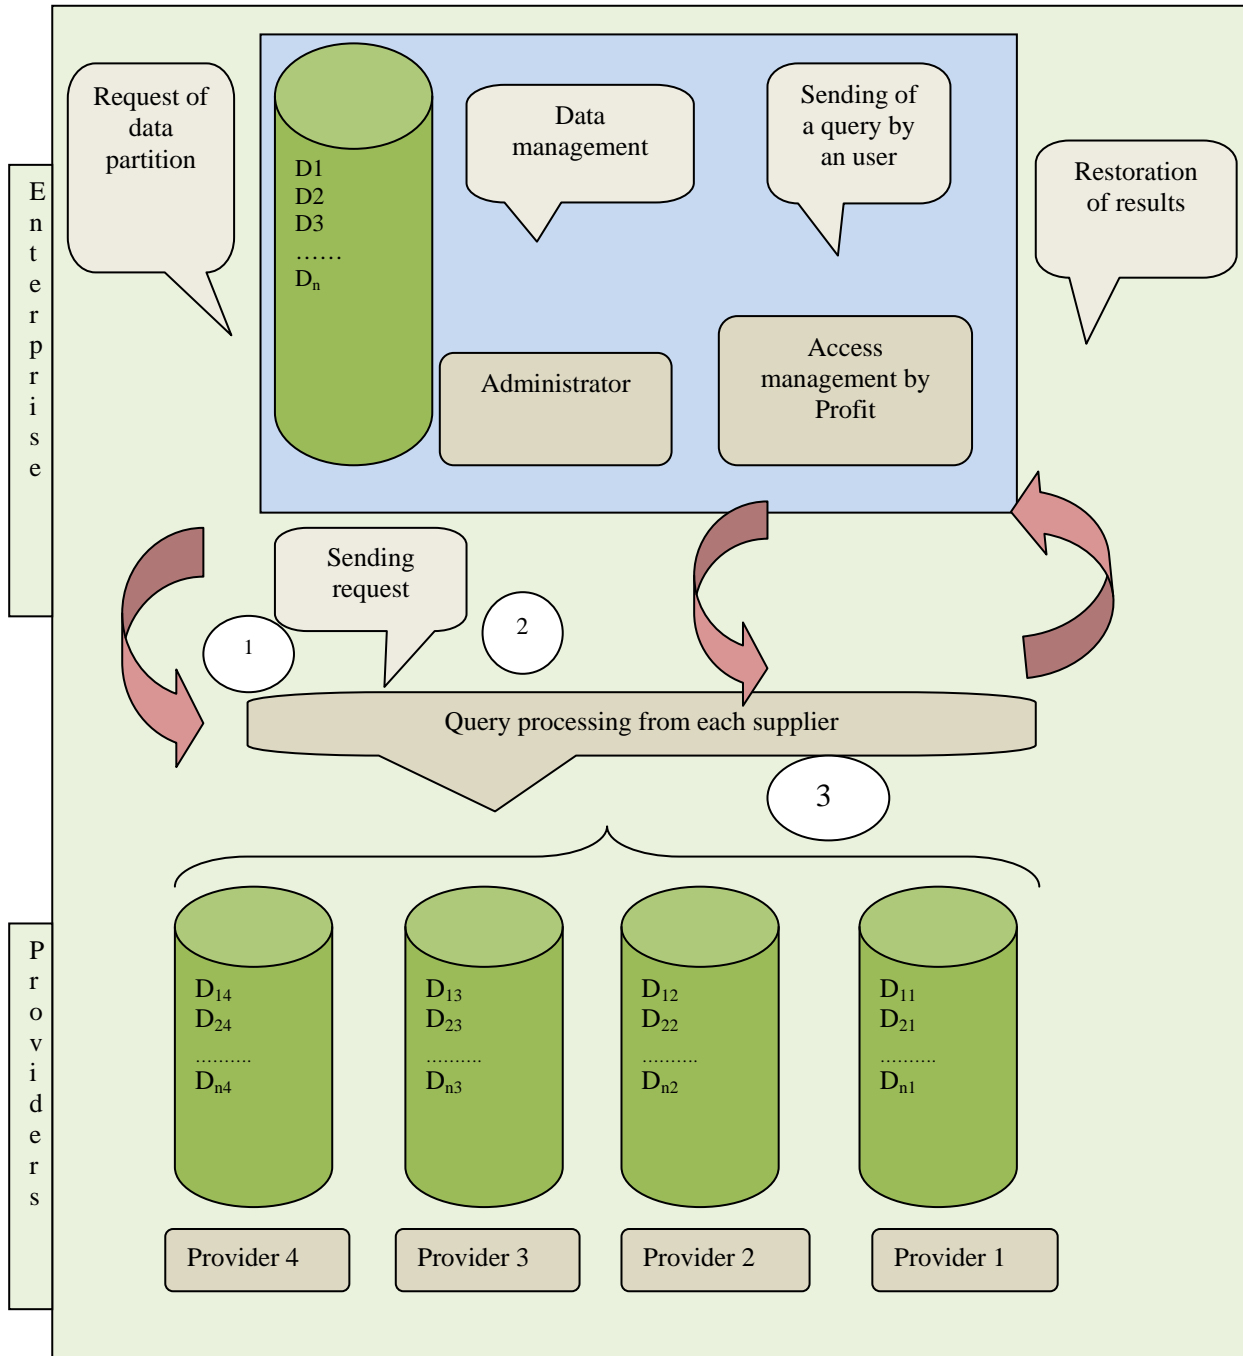 Request of
data
partition
D1
D2
D3
……
Dn
Data
management
Sending of
a query by
an user
Restoration
of results
Enterprise
Administrator
Access
management by
Profit
Sending
request
1
2
Query processing from each supplier
3
Providers
D14
D24
..........
Dn4
D13
D23
..........
Dn3
D12
D22
..........
Dn2
D11
D21
..........
Dn1
Provider 4
Provider 3
Provider 2
Provider 1